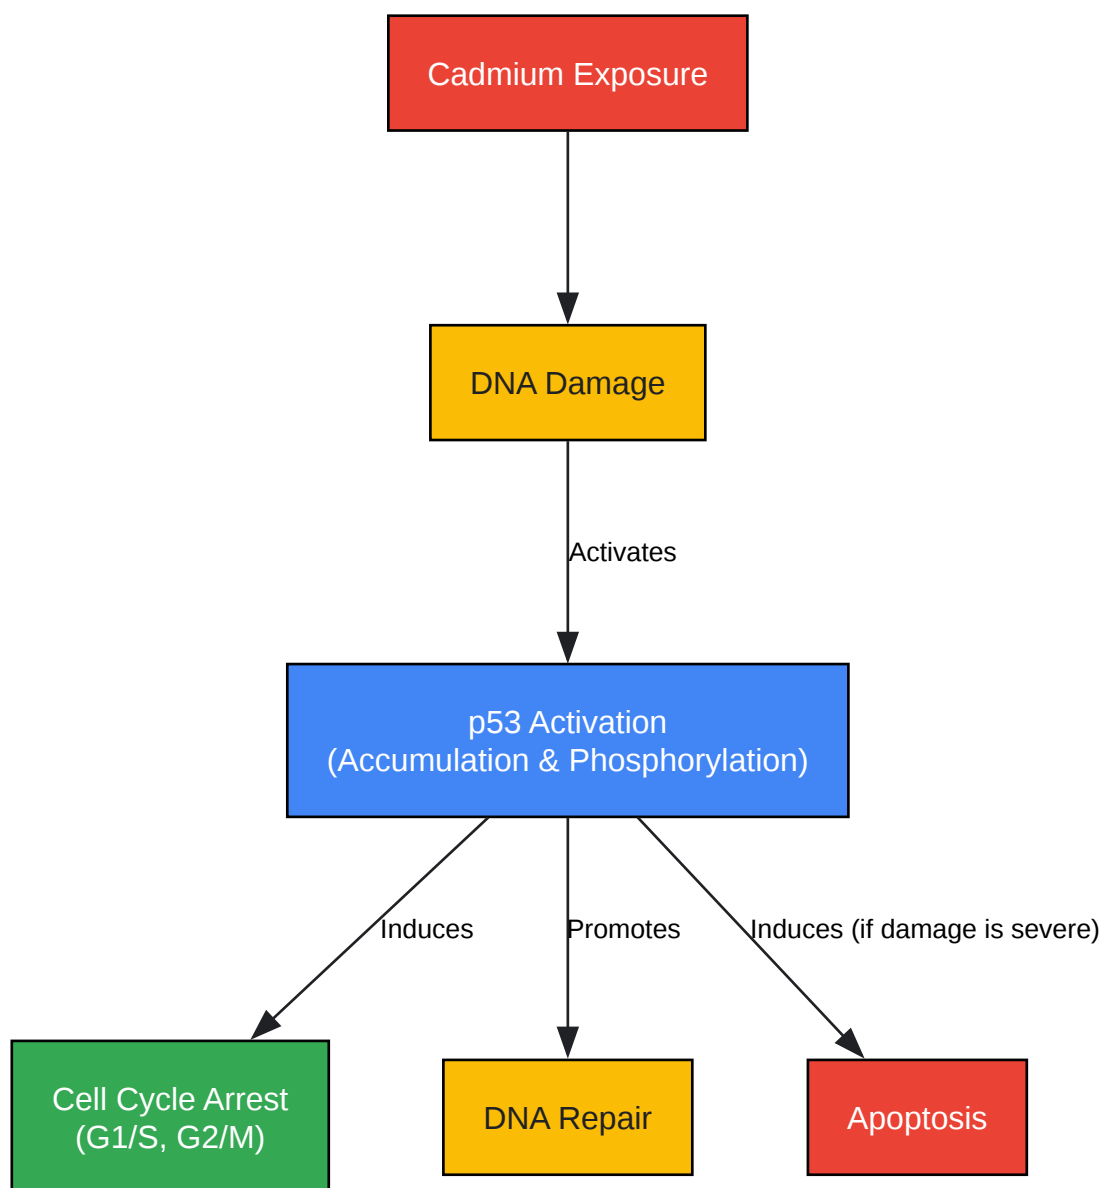 Cadmium Exposure
DNA Damage
Activates
p53 Activation
(Accumulation & Phosphorylation)
Induces
Promotes
Induces (if damage is severe)
Cell Cycle Arrest
(G1/S, G2/M)
DNA Repair
Apoptosis